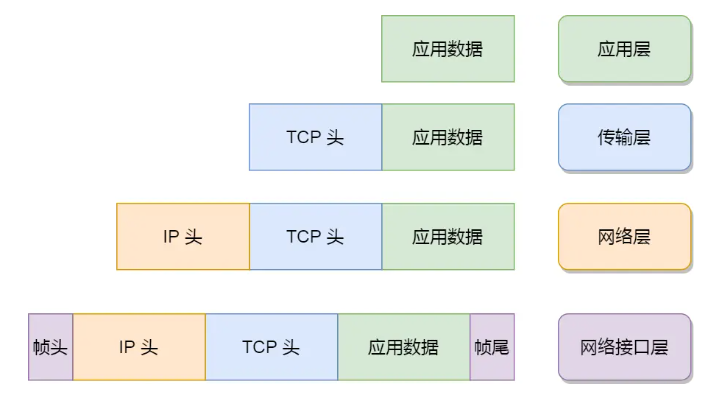 应用数据 应用层
TCP 头 应用数据 传输层
IP 头 TCP 头 应用数据 网络层
帧头 IP 头 TCP 头 应用数据 帧尾 网络接口层